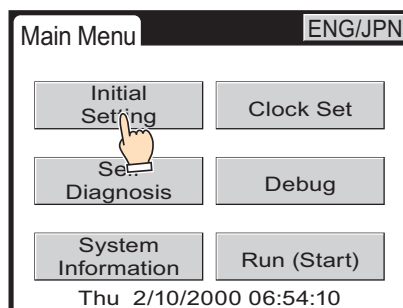 Main Menu
ENG/JPN
Initial
Setting
Clock Set
Self
Diagnosis
Debug
System
Information
Run (Start)
Thu 2/10/2000 06:54:10